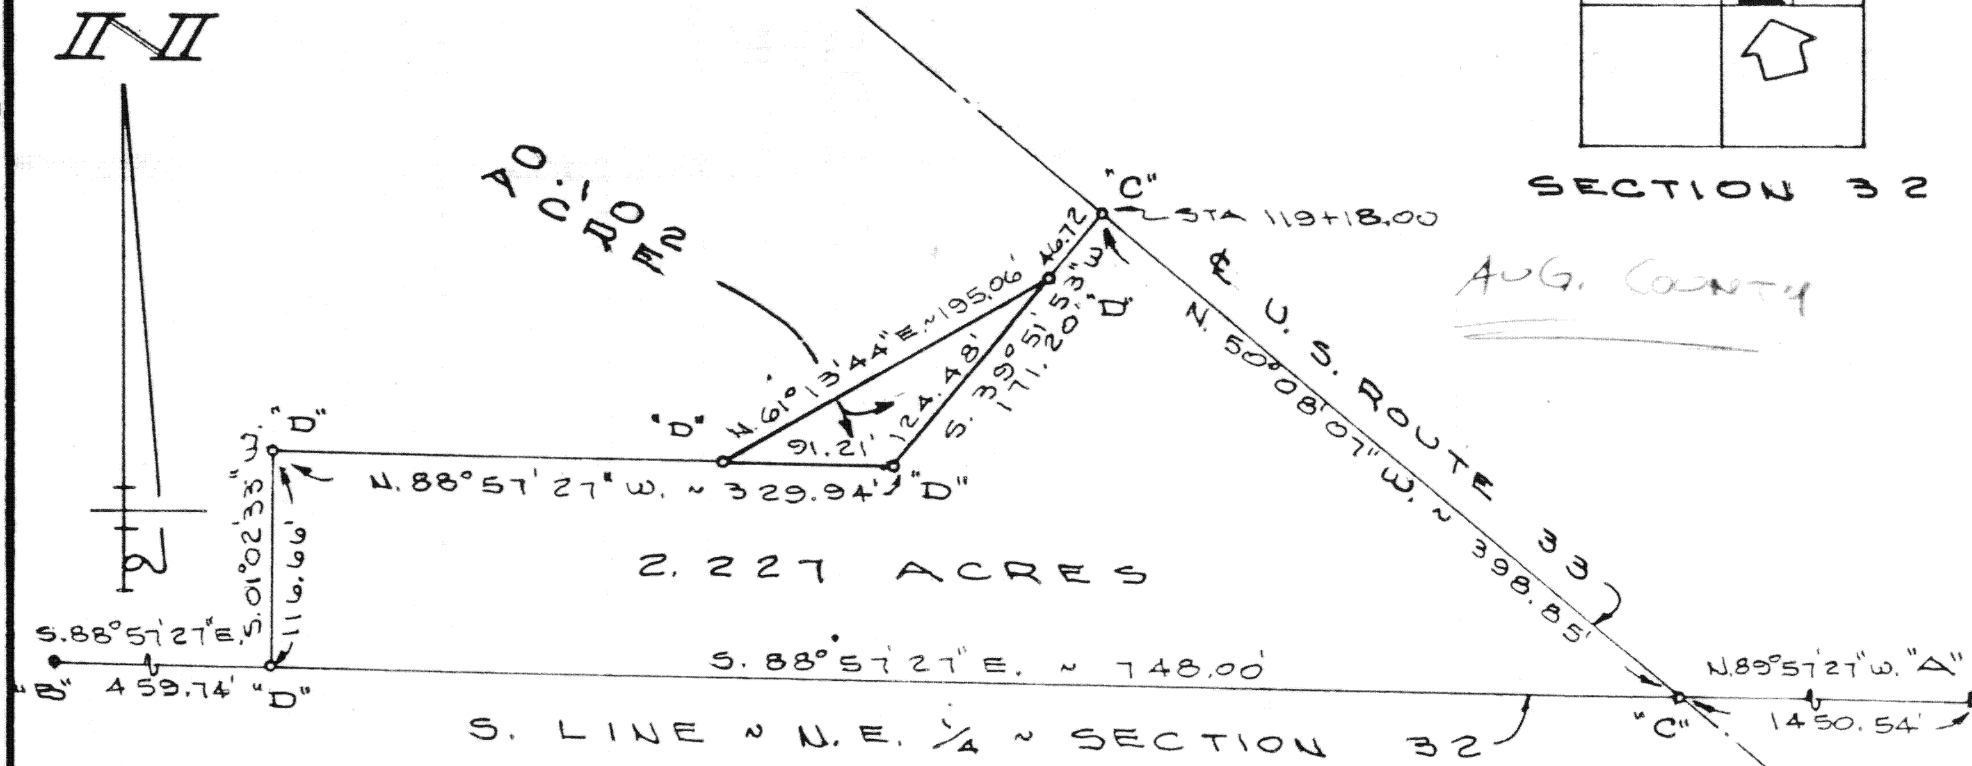 N
SECTION 32
0.102
ACRE
"C"
STA 119+18.00
AUG. COUNTY
46.72
"D"
N. 61° 13' 44" E. ~ 195.06'
124.48'
S. 39° 51' 53" W.
171.20'
℄ U. S. ROUTE 33
N. 50° 08' 07" W. ~ 398.85'
"D"
"D"
91.21'
N. 88° 57' 27" W. ~ 329.94'
"D"
S. 01° 02' 33" W.
116.66'
2.227 ACRES
S. 88° 57' 27" E.
"B" 459.74' "D"
S. 88° 57' 27" E. ~ 748.00'
N. 89° 57' 27" W. "A"
"C" 1450.54'
S. LINE ~ N.E. 1/4 ~ SECTION 32